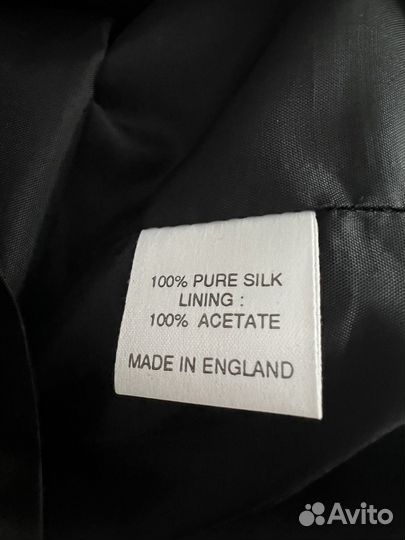 100% PURE SILK
LINING :
100% ACETATE
MADE IN ENGLAND
Avito